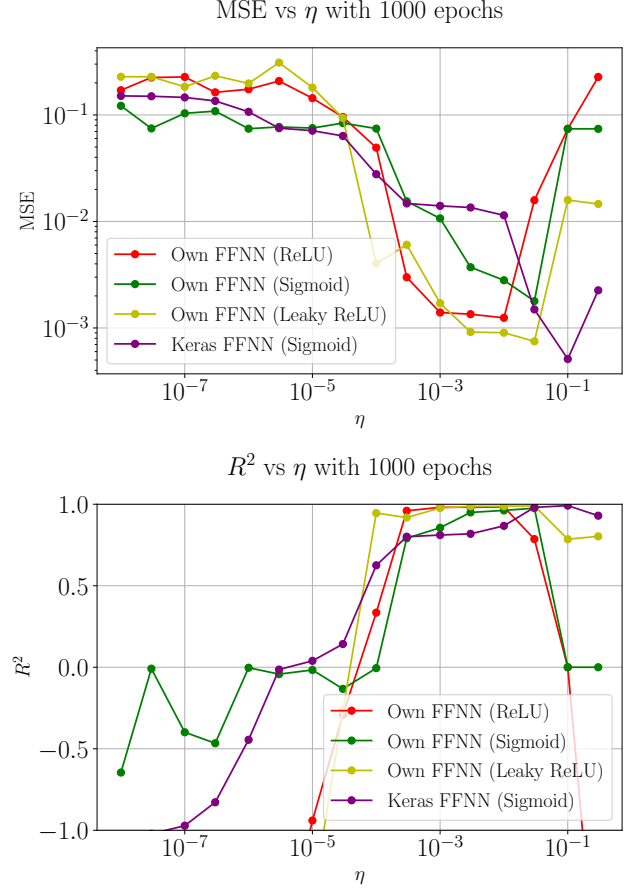 MSE vs η with 1000 epochs
10⁻¹
10⁻²
10⁻³
MSE
Own FFNN (ReLU)
Own FFNN (Sigmoid)
Own FFNN (Leaky ReLU)
Keras FFNN (Sigmoid)
10⁻⁷ 10⁻⁵ 10⁻³ 10⁻¹
η
R² vs η with 1000 epochs
1.0
0.5
0.0
−0.5
−1.0
R²
Own FFNN (ReLU)
Own FFNN (Sigmoid)
Own FFNN (Leaky ReLU)
Keras FFNN (Sigmoid)
10⁻⁷ 10⁻⁵ 10⁻³ 10⁻¹
η